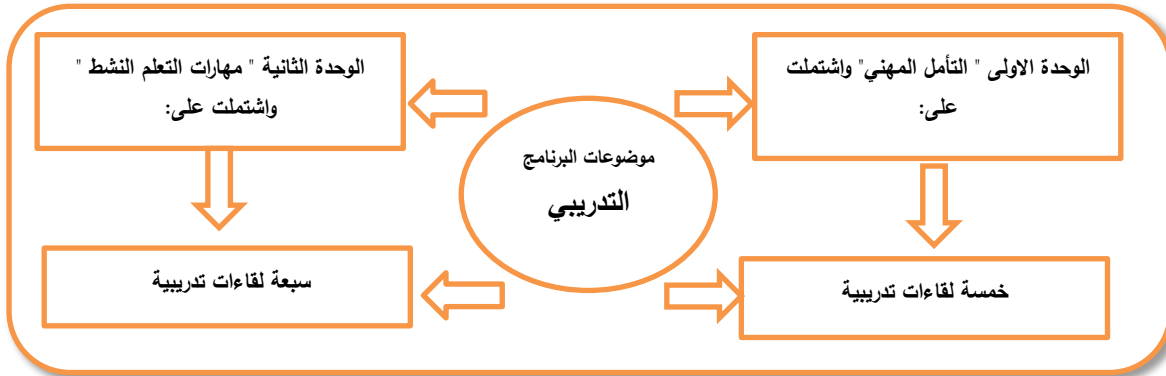 الوحدة الاولى " التأمل المهني" واشتملت
على:
الوحدة الثانية " مهارات التعلم النشط "
واشتملت على:
موضوعات البرنامج
التدريبي
خمسة لقاءات تدريبية
سبعة لقاءات تدريبية